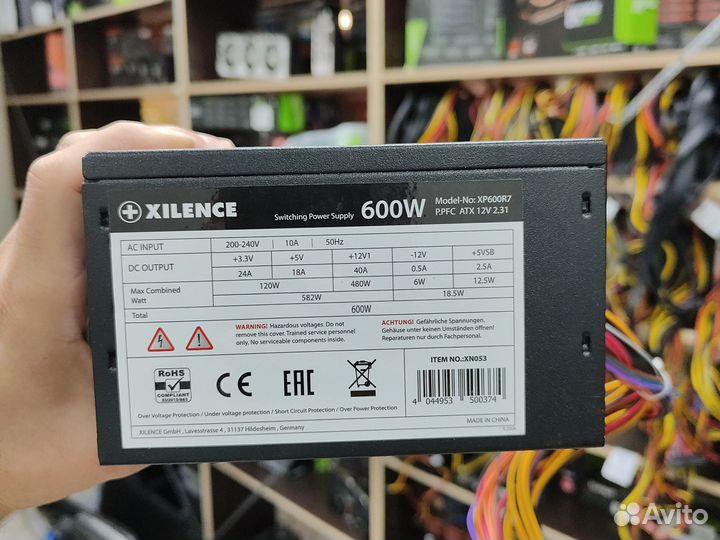 XILENCE
Switching Power Supply 600W Model-No: XP600R7
P.PFC ATX 12V 2.31
AC INPUT 200-240V 10A 50Hz
DC OUTPUT +3.3V +5V +12V1 -12V +5VSB
24A 18A 40A 0.5A 2.5A
Max Combined Watt 120W 480W 6W 12.5W
582W 18.5W
Total 600W
WARNING! Hazardous voltages. Do not
remove this cover. Trained service personnel
only. No serviceable components inside.
ACHTUNG! Gefährliche Spannungen.
Gehäuse unter keinen Umständen öffnen!
Reparaturen nur durch Fachpersonal.
RoHS
COMPLIANT
CE
EAC
ITEM NO.:XN053
4 044953 500374
Over Voltage Protection / Under voltage protection / Short Circuit Protection / Over Power Protection
MADE IN CHINA
XILENCE GmbH , Lavesstrasse 4 , 31137 Hildesheim , Germany
Avito